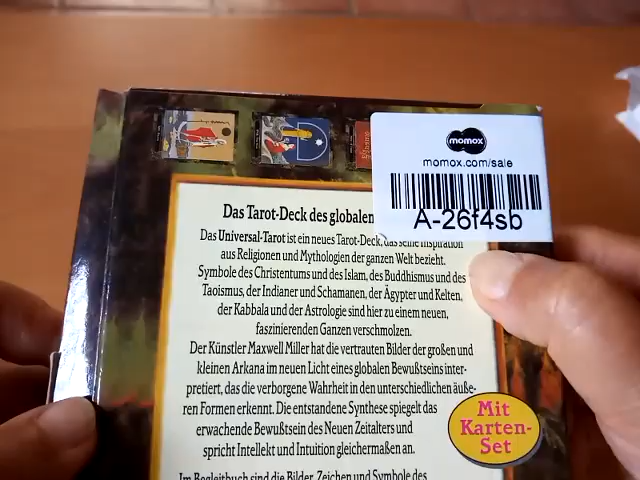 momox
momox.com/sale
A-26f4sb
Das Tarot-Deck des globalen
Das Universal-Tarot ist ein neues Tarot-Deck, das seine Inspiration
aus Religionen und Mythologien der ganzen Welt bezieht.
Symbole des Christentums und des Islam, des Buddhismus und des
Taoismus, der Indianer und Schamanen, der Ägypter und Kelten,
der Kabbala und der Astrologie sind hier zu einem neuen,
faszinierenden Ganzen verschmolzen.
Der Künstler Maxwell Miller hat die vertrauten Bilder der großen und
kleinen Arkana im neuen Licht eines globalen Bewußtseins inter-
pretiert, das die verborgene Wahrheit in den unterschiedlichen äuße-
ren Formen erkennt. Die entstandene Synthese spiegelt das
erwachende Bewußtsein des Neuen Zeitalters und
spricht Intellekt und Intuition gleichermaßen an.
Mit
Karten-
Set
Im Begleitbuch sind die Bilder, Zeichen und Symbole des